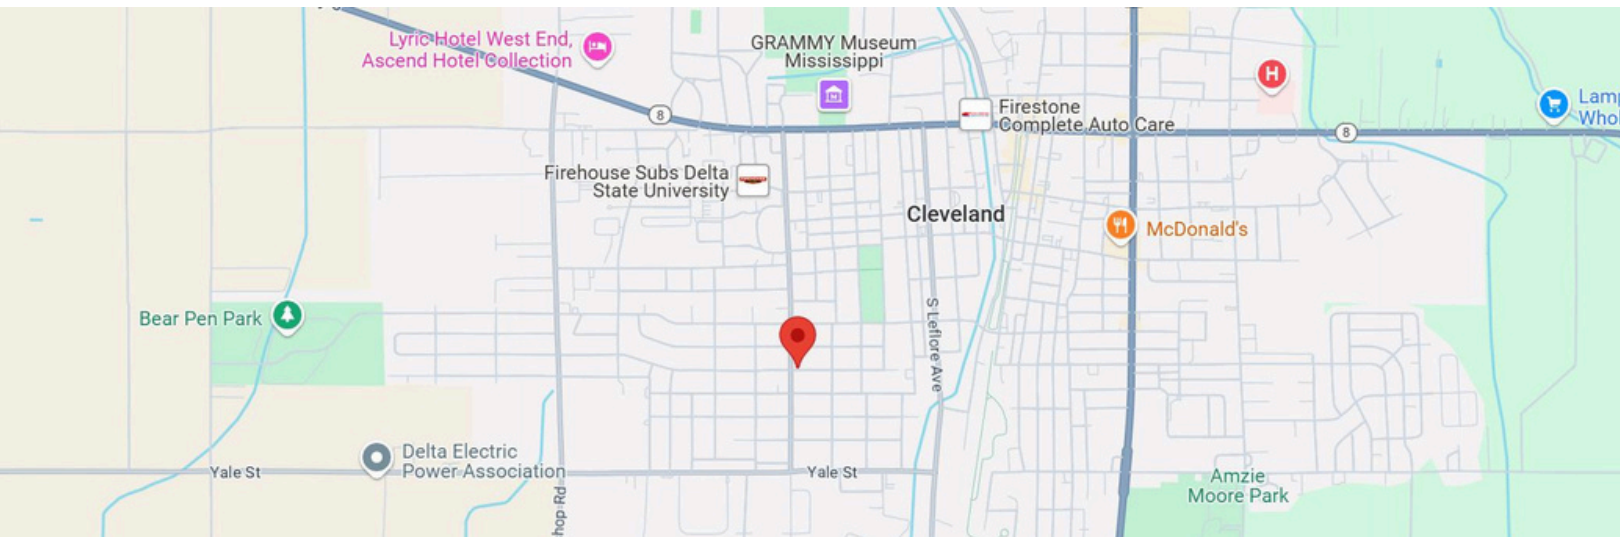 Lyric Hotel West End,
Ascend Hotel Collection
GRAMMY Museum
Mississippi
H
8
Firestone
Complete Auto Care
8
Firehouse Subs Delta
State University
Cleveland
McDonald's
Bear Pen Park
S Leflore Ave
Delta Electric
Power Association
Yale St
Yale St
Amzie
Moore Park